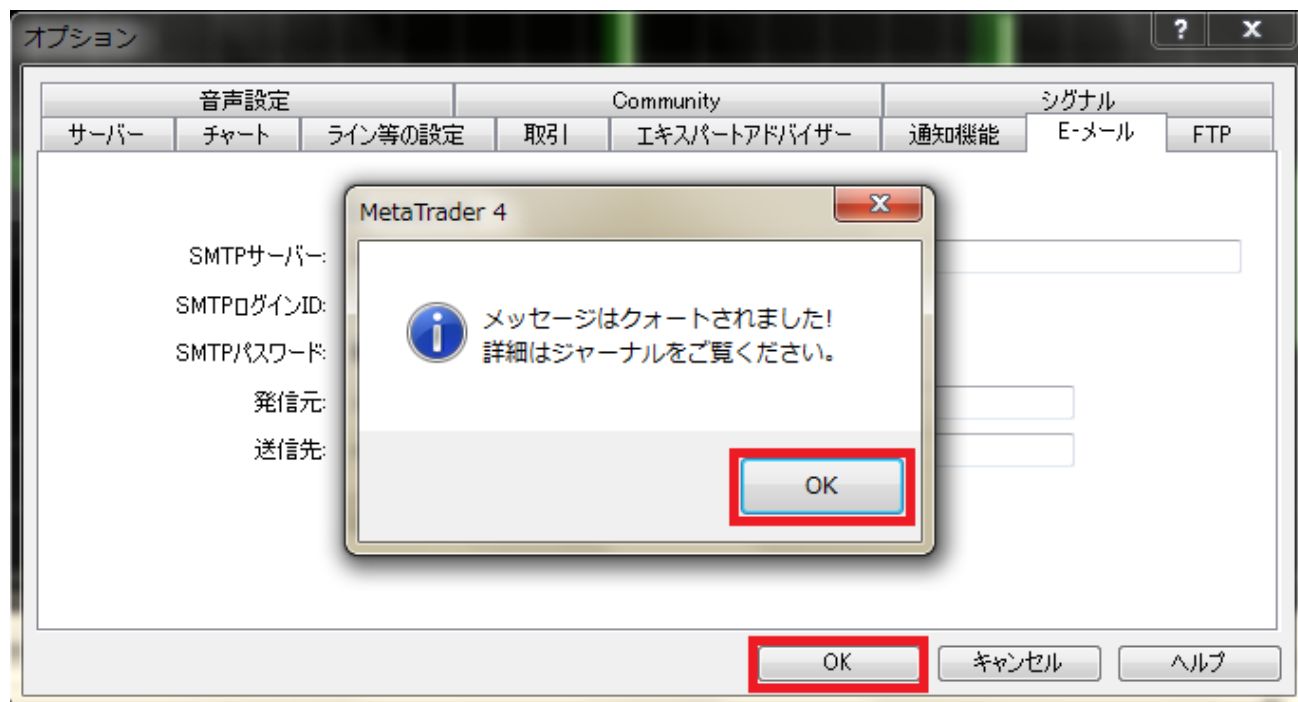 オプション
音声設定 Community シグナル
サーバー チャート ライン等の設定 取引 エキスパートアドバイザー 通知機能 E-メール FTP
MetaTrader 4
SMTPサーバー:
SMTPログインID:
メッセージはクォートされました!
SMTPパスワード:
詳細はジャーナルをご覧ください。
発信元:
送信先:
OK
OK キャンセル ヘルプ